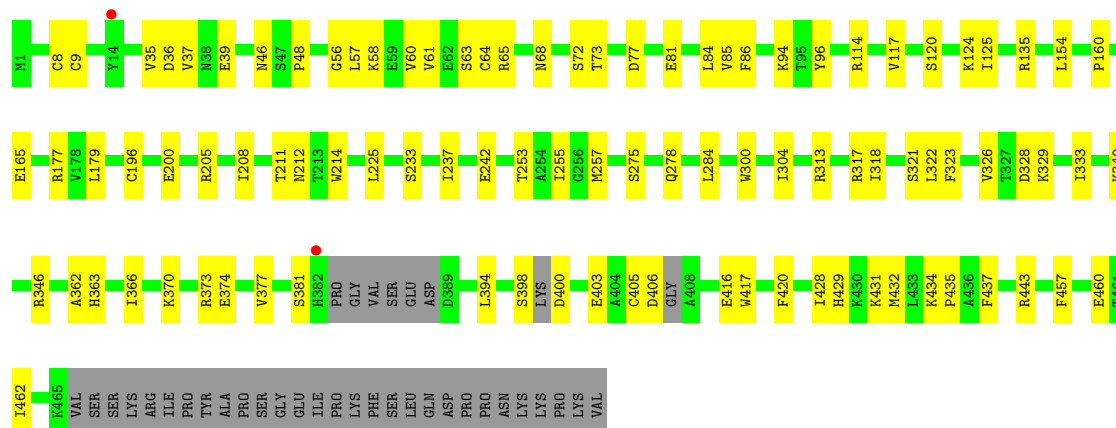 M1 C8 C9 Y14 V35 D36 V37 N38 E39 N46 S47 P48 G56 L57 K58 E59 V60 V61 E62 S63 C64 R65 N68 S72 T73 D77 E81 L84 V85 F86 K94 T95 Y96 R114 V117 S120 K124 I125 R135 L154 P160
E165 R177 V178 L179 C196 E200 R205 I208 T211 N212 T213 W214 L225 S233 I237 E242 T253 A254 I255 G256 M257 S275 Q278 L284 W300 I304 R313 R317 I318 S321 L322 F323 V326 T327 D328 K329 I333
R346 A362 H363 I366 K370 R373 E374 V377 S381 H382 PRO GLY VAL SER GLU ASP D389 L394 S398 LYS D400 E403 A404 C405 D406 GLY A408 E416 W417 F420 I428 H429 K430 K431 M432 L433 K434 P435 A436 F437 R443 F457 E460 T461
I462 K465 VAL SER SER LYS ARG ILE PRO TYR ALA PRO SER GLY GLU ILE PRO LYS PHE SER LEU GLN ASP PRO PRO ASN LYS LYS PRO LYS VAL